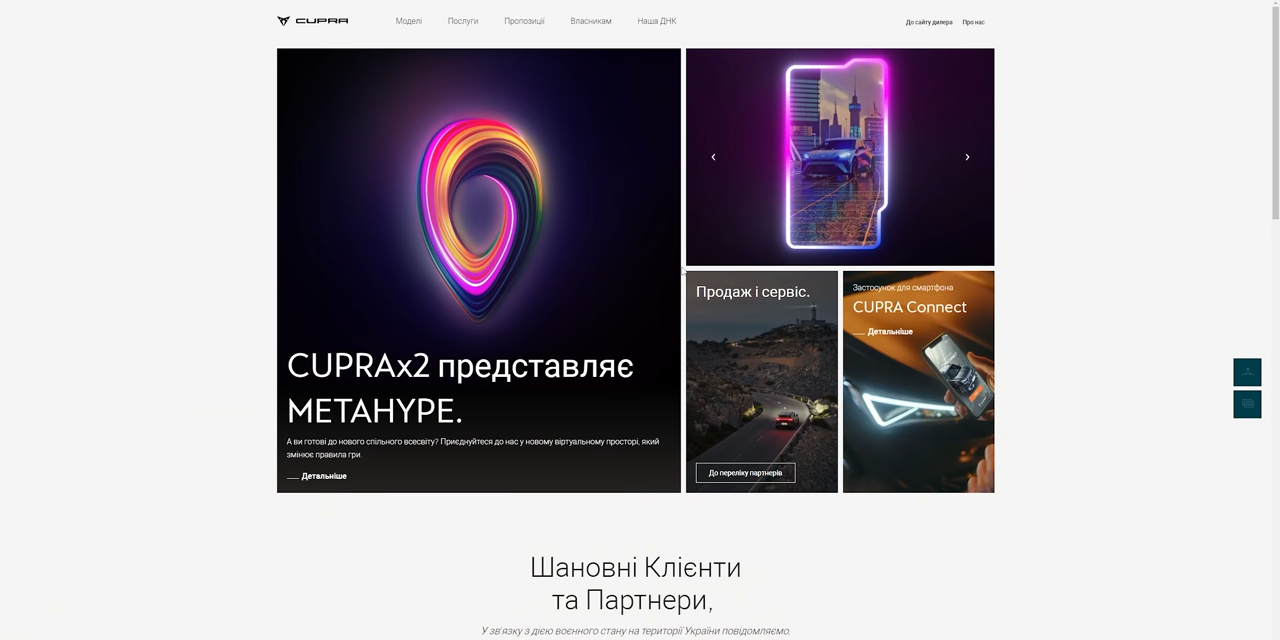 CUPRA
Моделі
Послуги
Пропозиції
Власникам
Наша ДНК
До сайту дилера
Про нас
CUPRAx2 представляє
METAHYPE.
А ви готові до нового спільного всесвіту? Приєднуйтеся до нас у новому віртуальному просторі, який
змінює правила гри.
Детальніше
Продаж і сервіс.
До переліку партнерів
Застосунок для смартфона
CUPRA Connect
Детальніше
Шановні Клієнти
та Партнери,
У зв'язку з дією воєнного стану на території України повідомляємо,